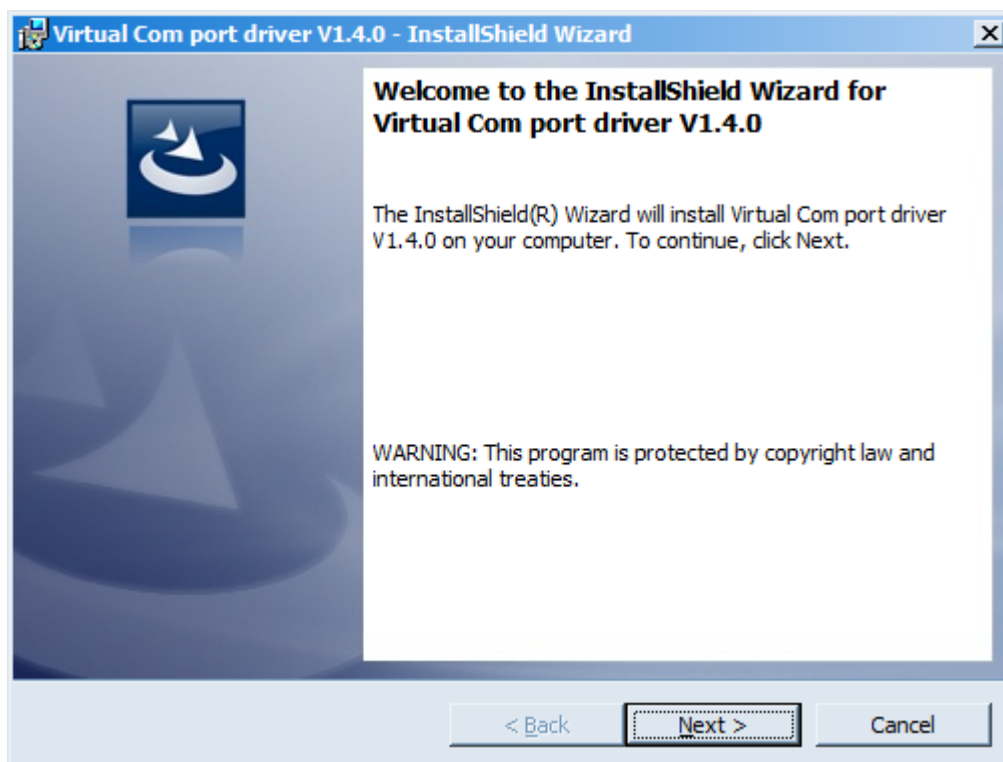 Virtual Com port driver V1.4.0 - InstallShield Wizard
Welcome to the InstallShield Wizard for
Virtual Com port driver V1.4.0
The InstallShield(R) Wizard will install Virtual Com port driver
V1.4.0 on your computer. To continue, click Next.
WARNING: This program is protected by copyright law and
international treaties.
< Back
Next >
Cancel